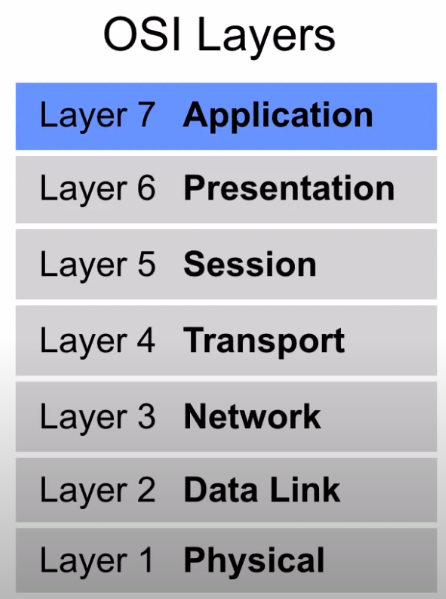 OSI Layers
Layer 7 Application
Layer 6 Presentation
Layer 5 Session
Layer 4 Transport
Layer 3 Network
Layer 2 Data Link
Layer 1 Physical